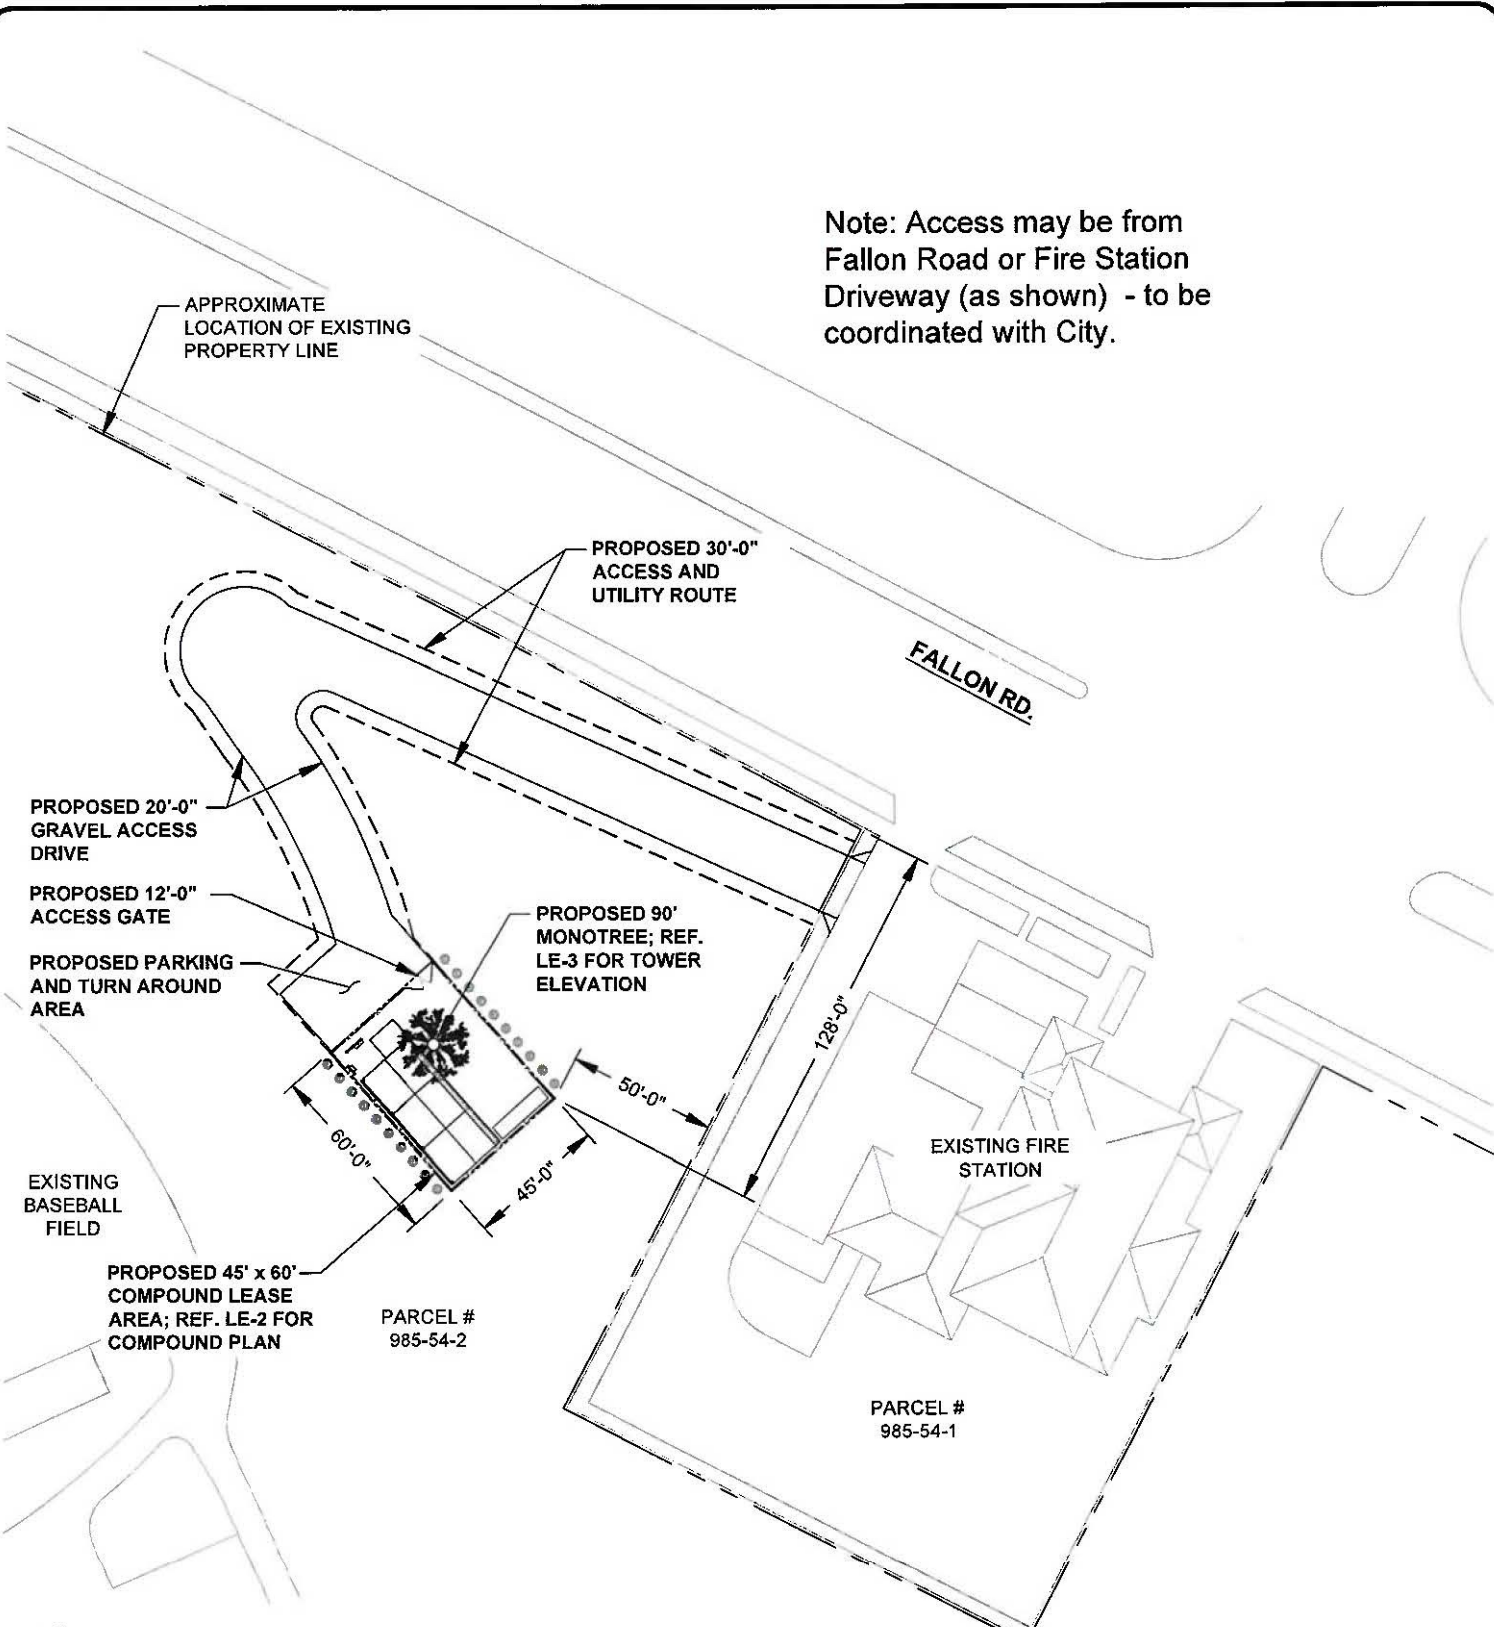 Note: Access may be from
Fallon Road or Fire Station
Driveway (as shown) - to be
coordinated with City.
APPROXIMATE
LOCATION OF EXISTING
PROPERTY LINE
PROPOSED 30'-0"
ACCESS AND
UTILITY ROUTE
FALLON RD.
PROPOSED 20'-0"
GRAVEL ACCESS
DRIVE
PROPOSED 12'-0"
ACCESS GATE
PROPOSED PARKING
AND TURN AROUND
AREA
PROPOSED 90'
MONOTREE; REF.
LE-3 FOR TOWER
ELEVATION
128'-0"
50'-0"
60'-0"
45'-0"
EXISTING FIRE
STATION
EXISTING
BASEBALL
FIELD
PROPOSED 45' x 60'
COMPOUND LEASE
AREA; REF. LE-2 FOR
COMPOUND PLAN
PARCEL #
985-54-2
PARCEL #
985-54-1